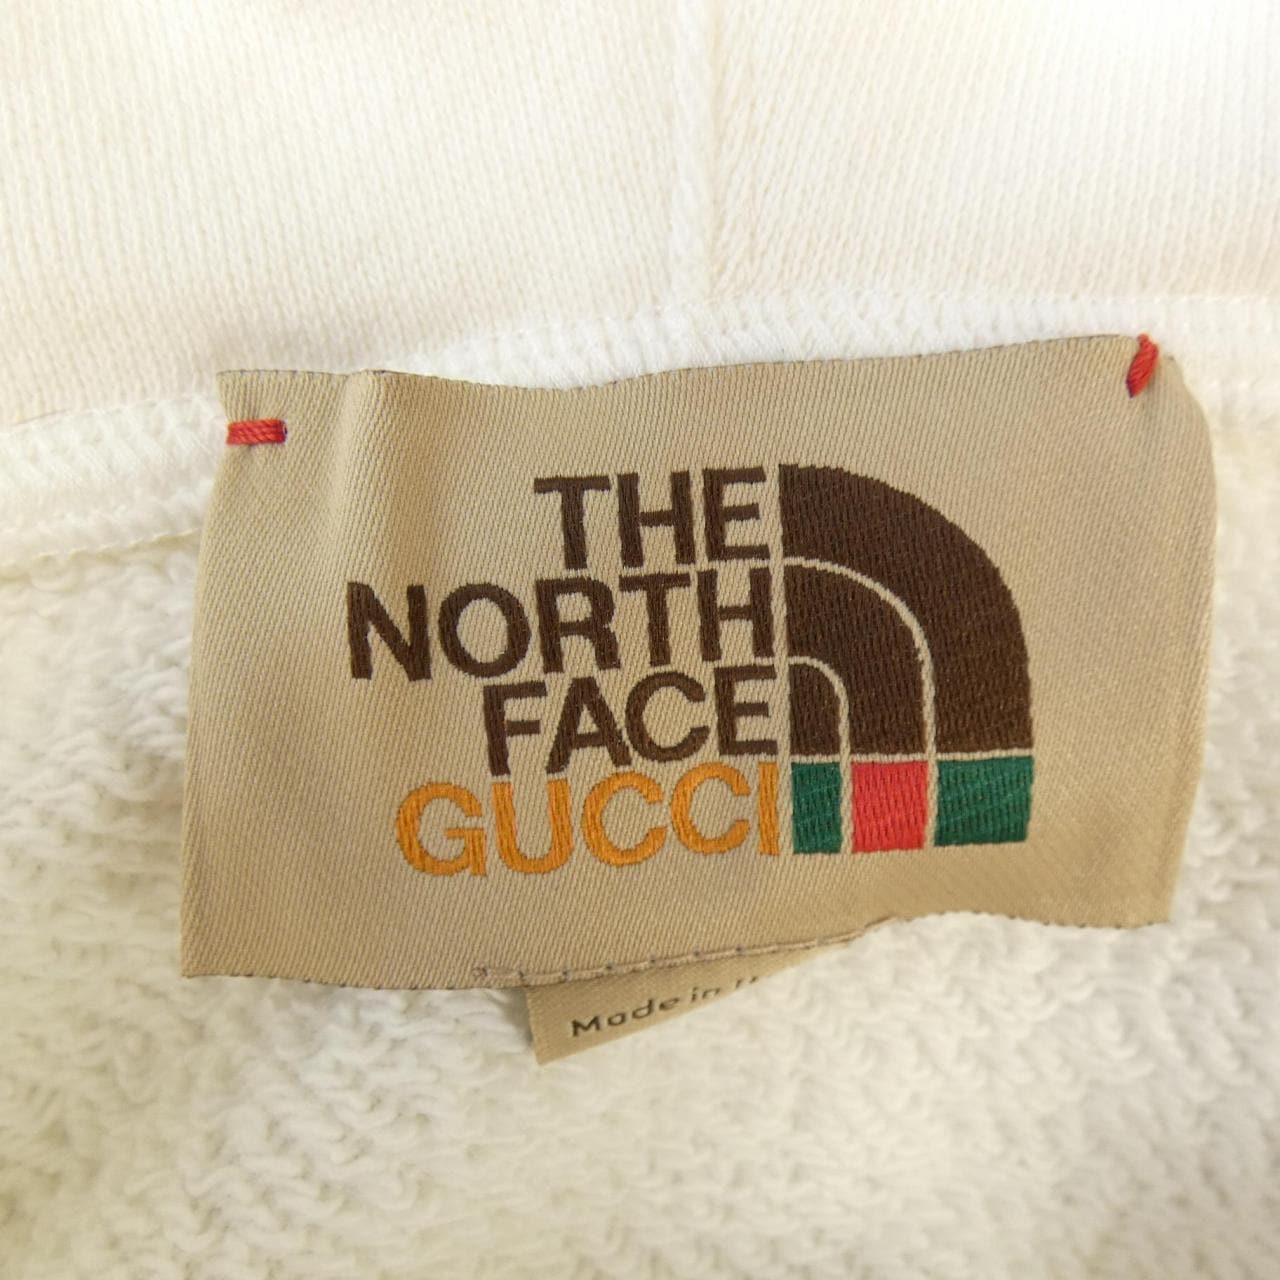 THE
NORTH
FACE
GUCCI
Made in